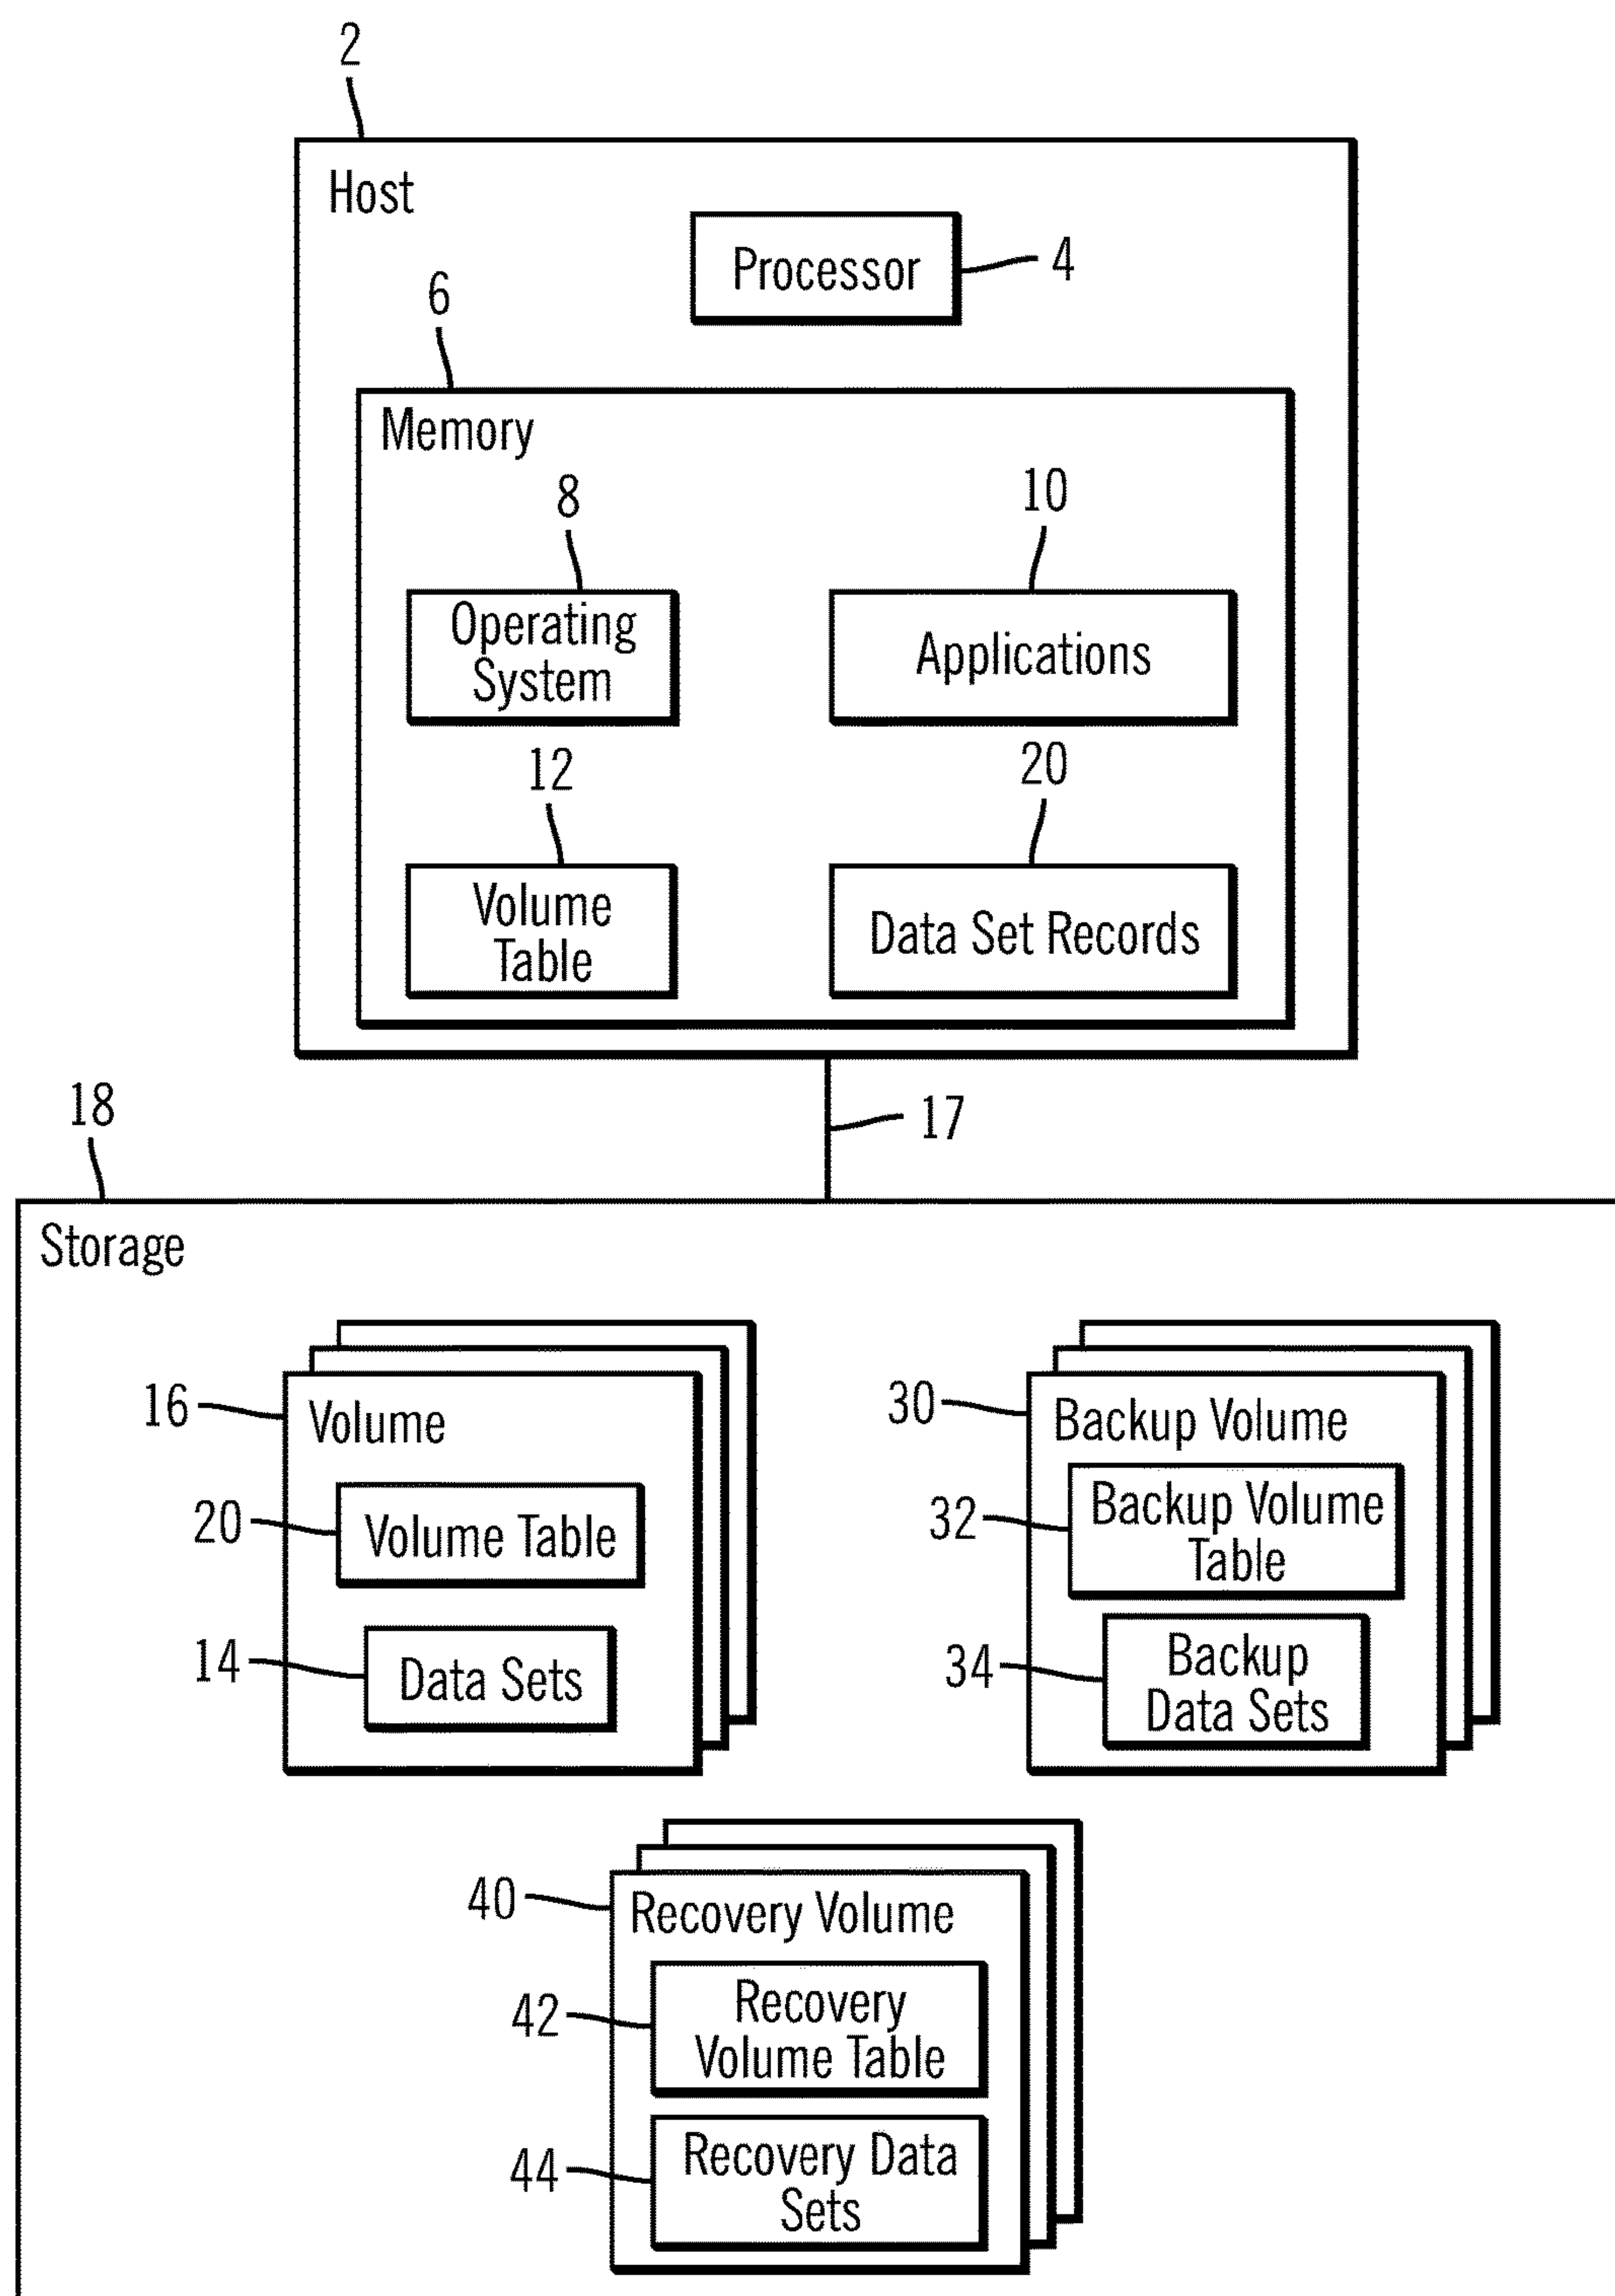 2
Host
Processor
4
6
Memory
8
10
Operating
System
Applications
12
20
Volume
Table
Data Set Records
18
17
Storage
16
Volume
20
Volume Table
14
Data Sets
30
Backup Volume
32
Backup Volume
Table
34
Backup
Data Sets
40
Recovery Volume
42
Recovery
Volume Table
44
Recovery Data
Sets